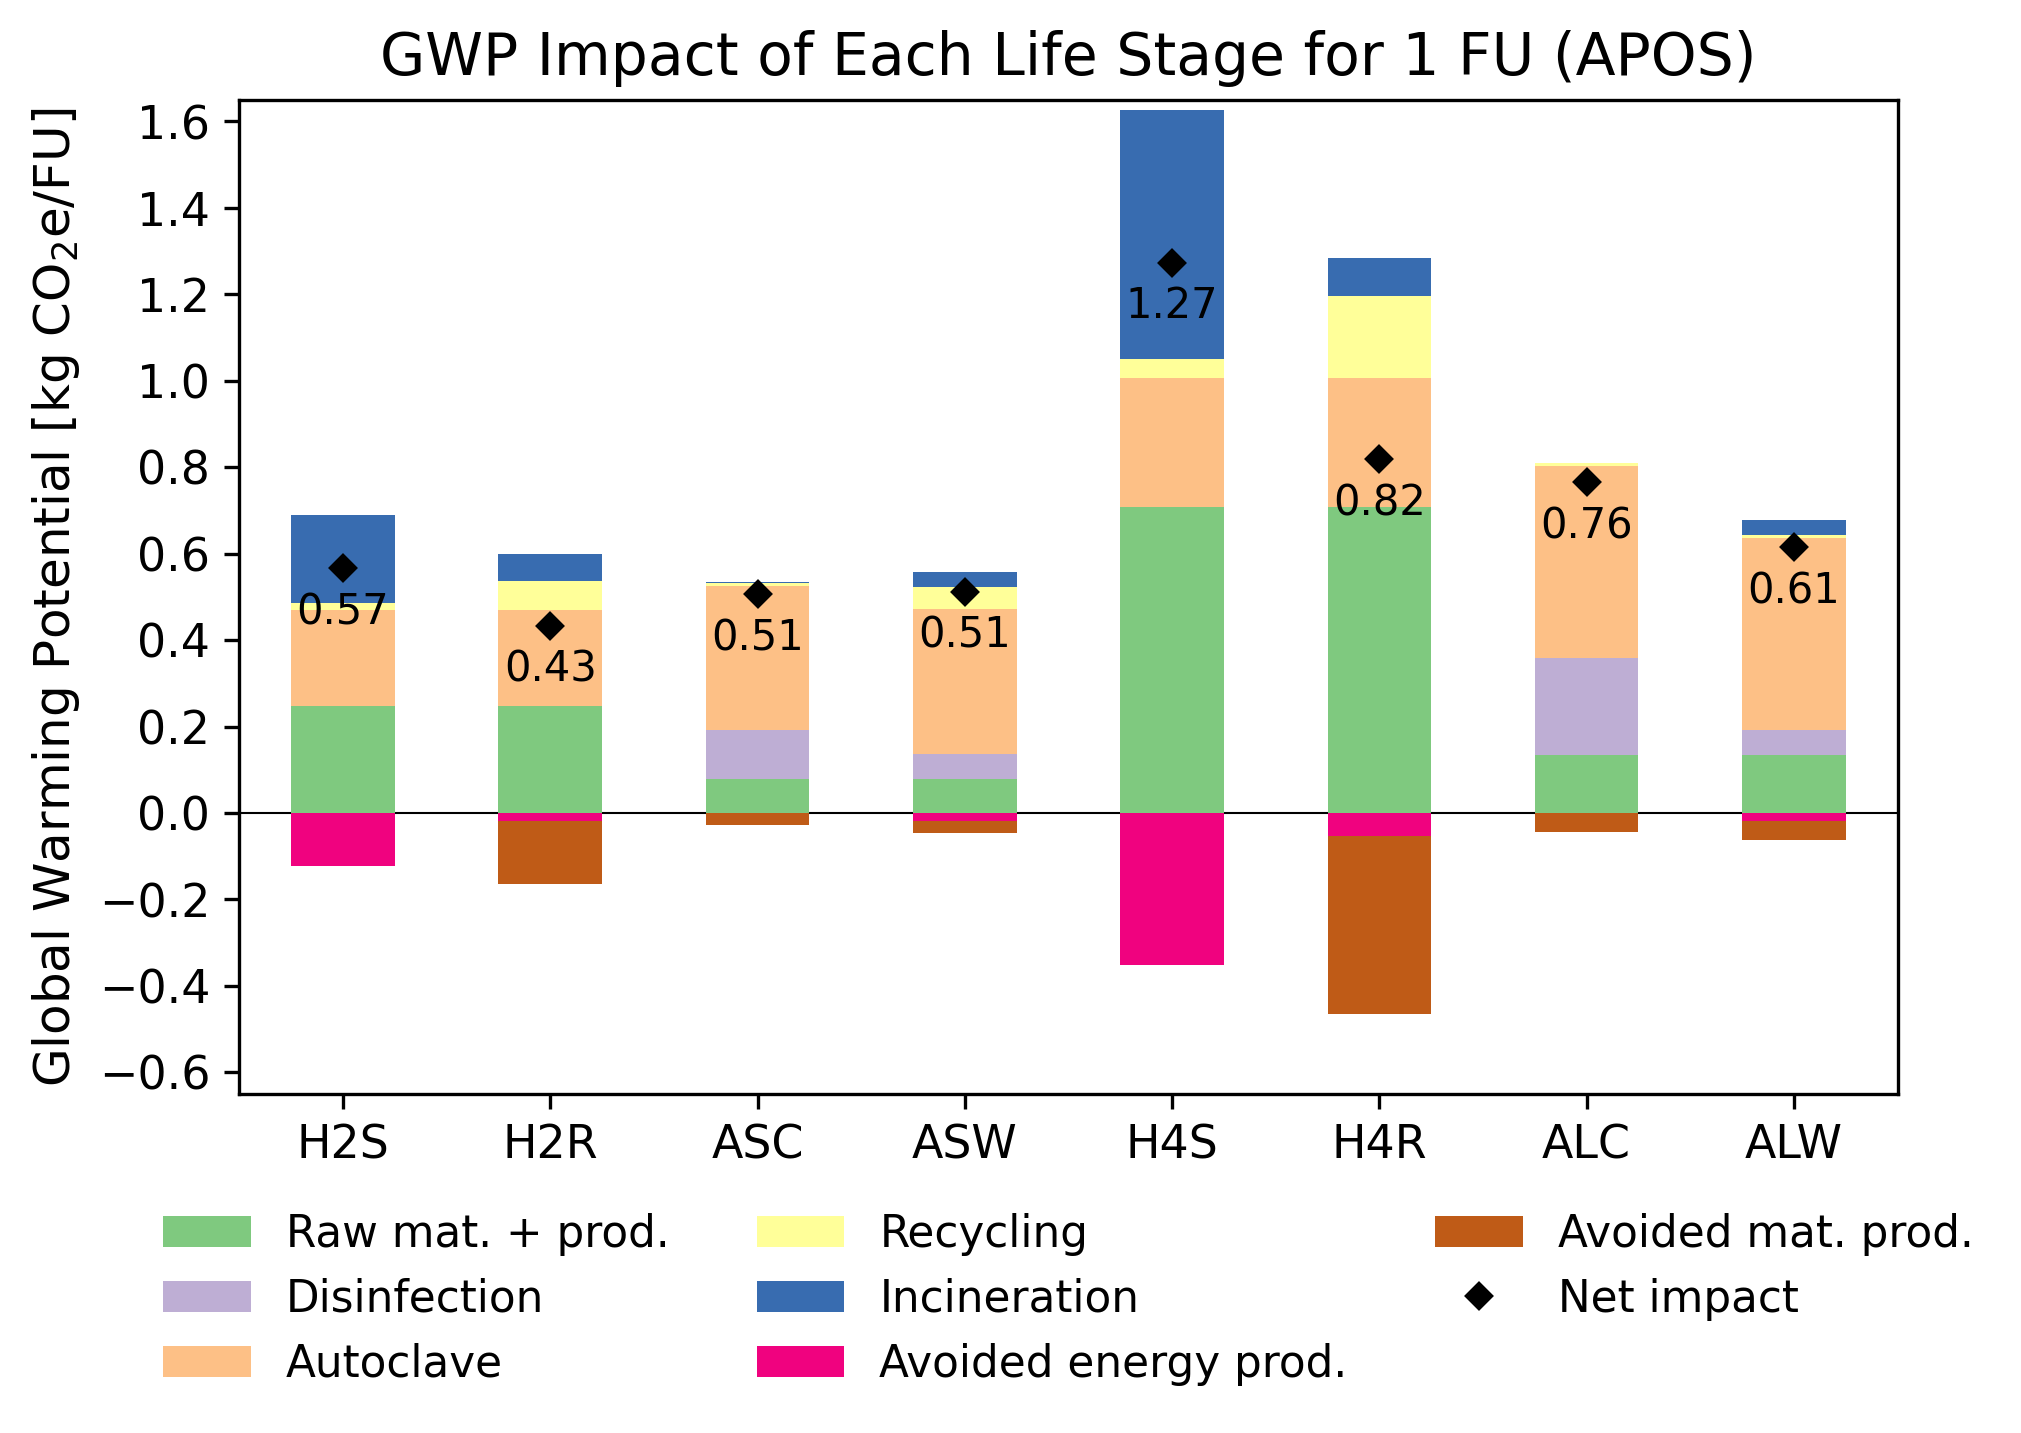 GWP Impact of Each Life Stage for 1 FU (APOS)
Global Warming Potential [kg CO₂e/FU]
1.6
1.4
1.2
1.0
0.8
0.6
0.4
0.2
0.0
−0.2
−0.4
−0.6
0.57
0.43
0.51
0.51
1.27
0.82
0.76
0.61
H2S H2R ASC ASW H4S H4R ALC ALW
Raw mat. + prod.
Disinfection
Autoclave
Recycling
Incineration
Avoided energy prod.
Avoided mat. prod.
Net impact